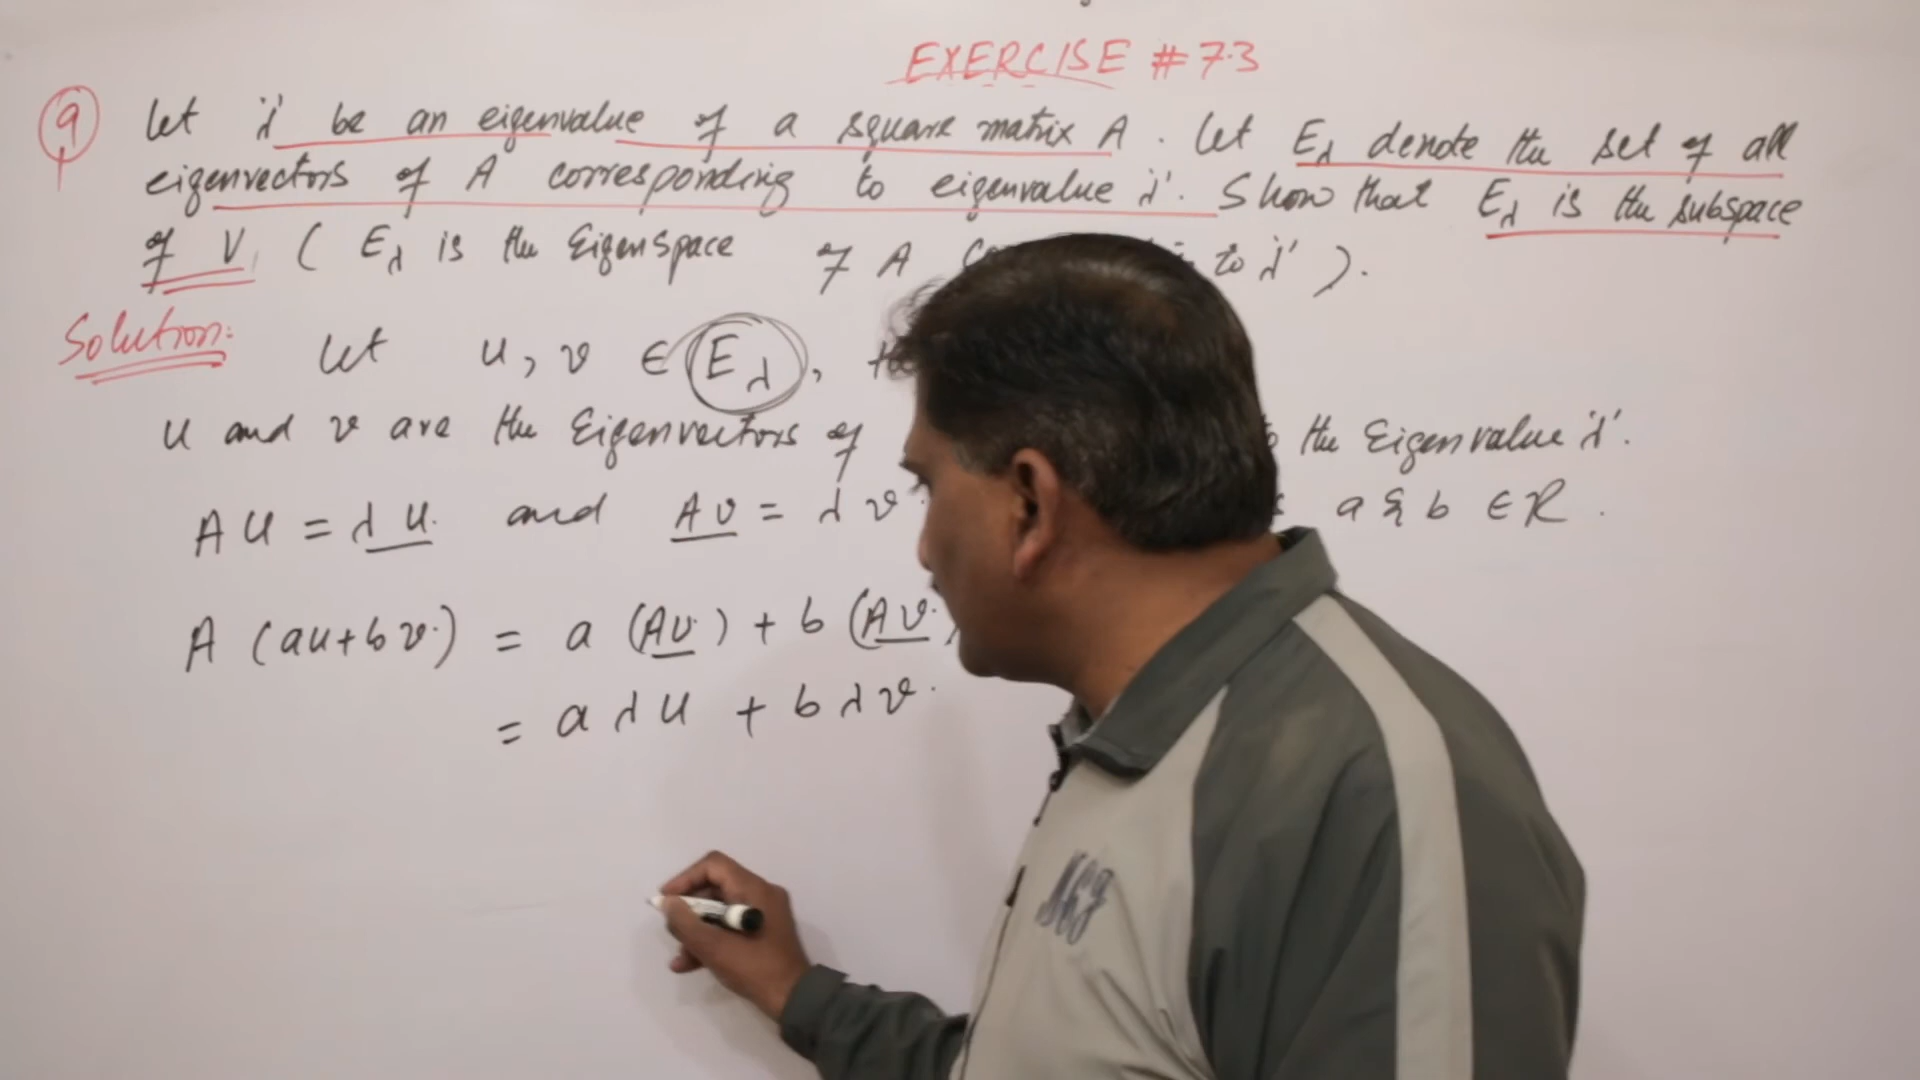 EXERCISE # 7.3
9 Let 'λ' be an eigenvalue of a square matrix A. Let Eλ denote the set of all
eigenvectors of A corresponding to eigenvalue 'λ'. Show that Eλ is the subspace
of V. ( Eλ is the Eigenspace of A to 'λ' ).
Solution: Let u, v ∈ Eλ,
u and v are the Eigenvectors of the Eigenvalue 'λ'.
Au = λu. and Av = λv. a & b ∈ R.
A (au+bv.) = a (Au.) + b (Av.)
= aλu + bλv.